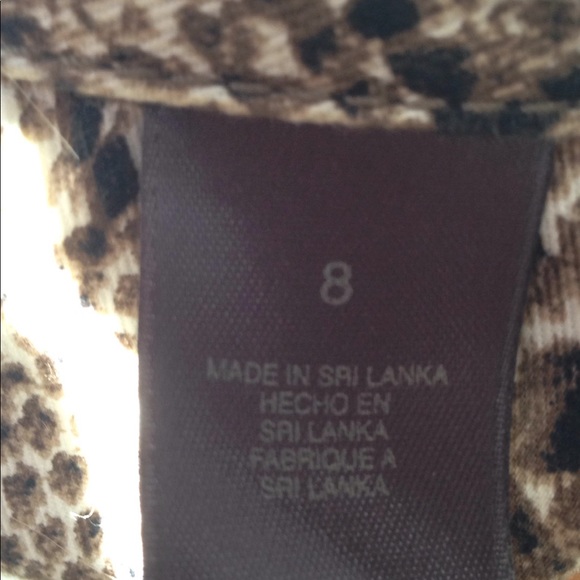 8
MADE IN SRI LANKA
HECHO EN
SRI LANKA
FABRIQUE A
SRI LANKA